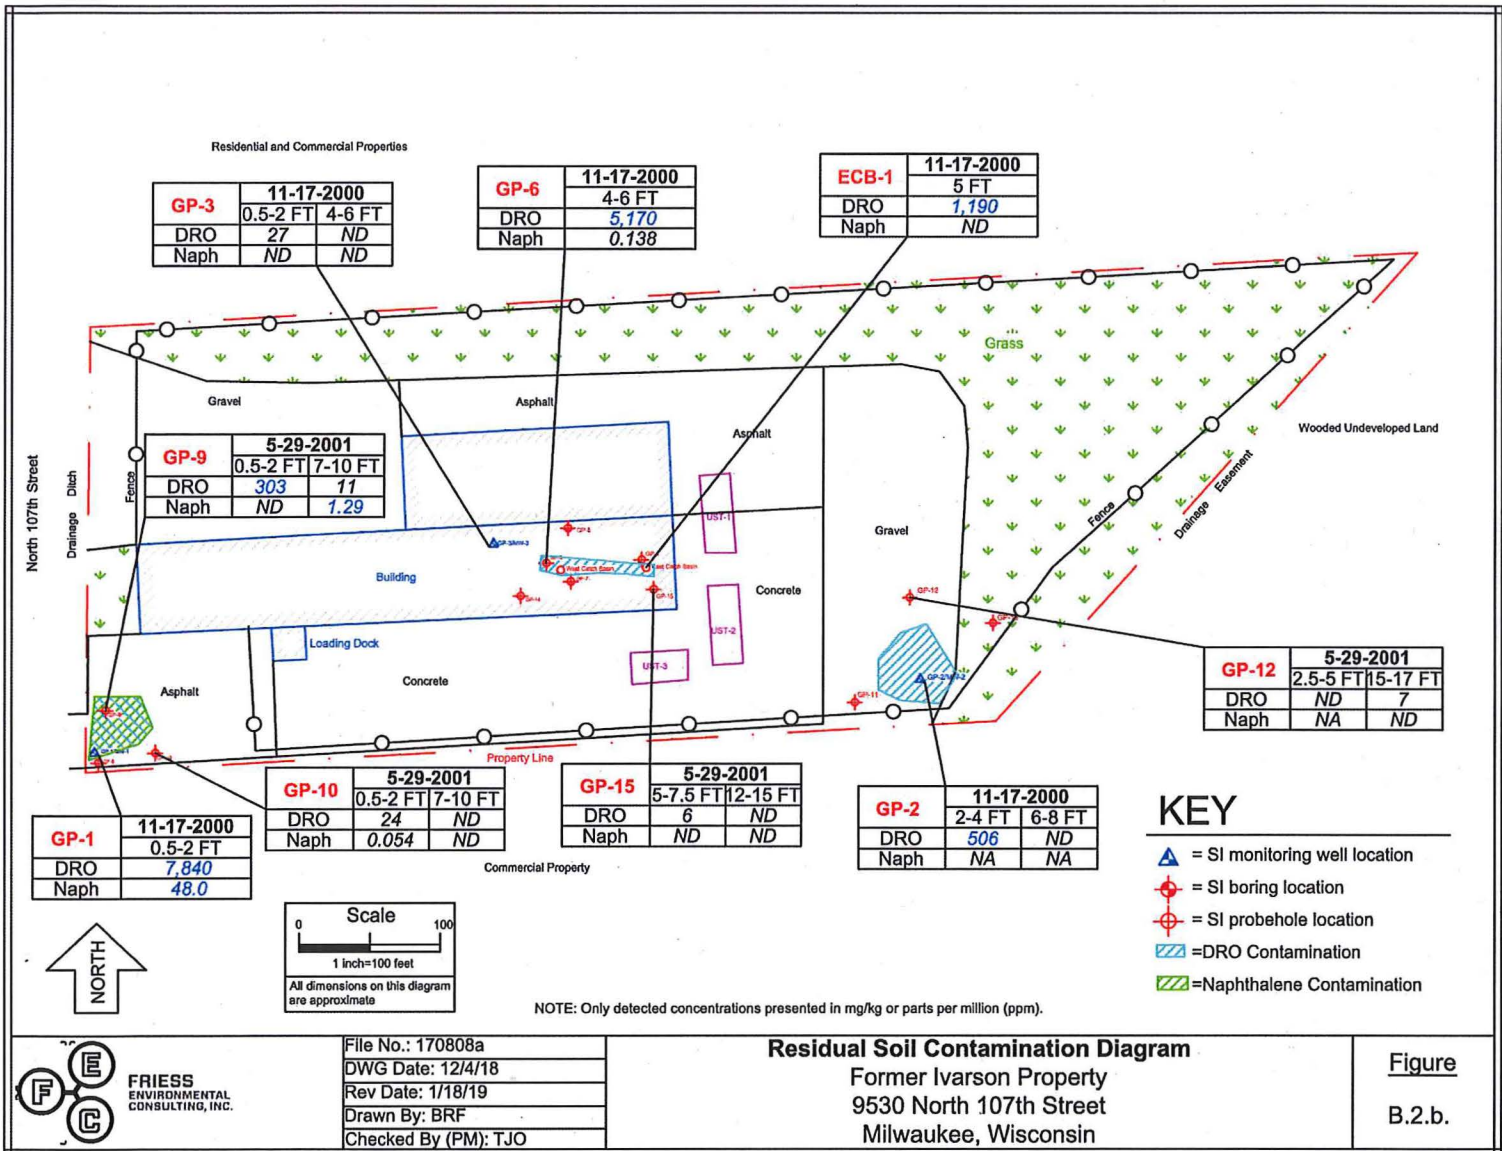 Residential and Commercial Properties
GP-3
11-17-2000
0.5-2 FT 4-6 FT
DRO 27 ND
Naph ND ND
GP-6
11-17-2000
4-6 FT
DRO 5,170
Naph 0.138
ECB-1
11-17-2000
5 FT
DRO 1,190
Naph ND
Grass
Gravel
Asphalt
Asphalt
Wooded Undeveloped Land
GP-9
5-29-2001
0.5-2 FT 7-10 FT
DRO 303 11
Naph ND 1.29
North 107th Street
Drainage Ditch
Fence
Fence
Drainage Easement
UST-1
Gravel
Building
West Catch Basin
East Catch Basin
GP-14
GP-15
GP-12
Concrete
UST-2
UST-3
Loading Dock
Concrete
Asphalt
GP-11
Property Line
GP-12
5-29-2001
2.5-5 FT 15-17 FT
DRO ND 7
Naph NA ND
GP-10
5-29-2001
0.5-2 FT 7-10 FT
DRO 24 ND
Naph 0.054 ND
GP-15
5-29-2001
5-7.5 FT 12-15 FT
DRO 6 ND
Naph ND ND
GP-2
11-17-2000
2-4 FT 6-8 FT
DRO 506 ND
Naph NA NA
GP-1
11-17-2000
0.5-2 FT
DRO 7,840
Naph 48.0
Commercial Property
KEY
= SI monitoring well location
= SI boring location
= SI probehole location
=DRO Contamination
=Naphthalene Contamination
NORTH
Scale
0 100
1 inch=100 feet
All dimensions on this diagram
are approximate
NOTE: Only detected concentrations presented in mg/kg or parts per million (ppm).
F E C
FRIESS
ENVIRONMENTAL
CONSULTING, INC.
File No.: 170808a
DWG Date: 12/4/18
Rev Date: 1/18/19
Drawn By: BRF
Checked By (PM): TJO
Residual Soil Contamination Diagram
Former Ivarson Property
9530 North 107th Street
Milwaukee, Wisconsin
Figure
B.2.b.